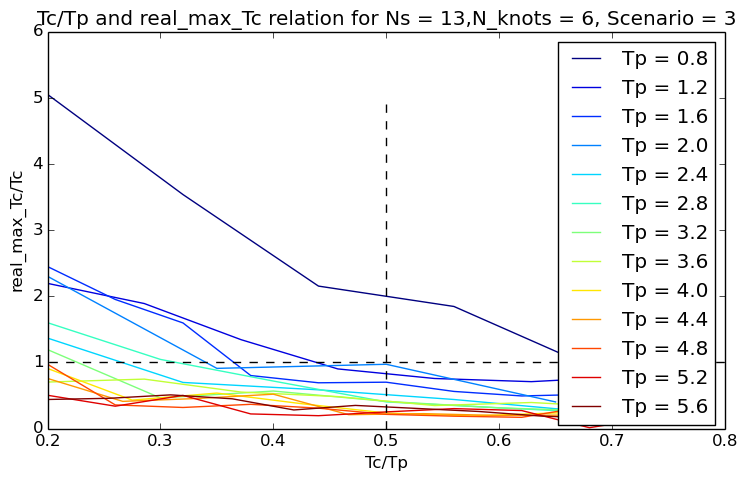 Tc/Tp and real_max_Tc relation for Ns = 13,N_knots = 6, Scenario = 3
6
5
4
3
2
1
0
real_max_Tc/Tc
Tp = 0.8
Tp = 1.2
Tp = 1.6
Tp = 2.0
Tp = 2.4
Tp = 2.8
Tp = 3.2
Tp = 3.6
Tp = 4.0
Tp = 4.4
Tp = 4.8
Tp = 5.2
Tp = 5.6
0.2 0.3 0.4 0.5 0.6 0.7 0.8
Tc/Tp